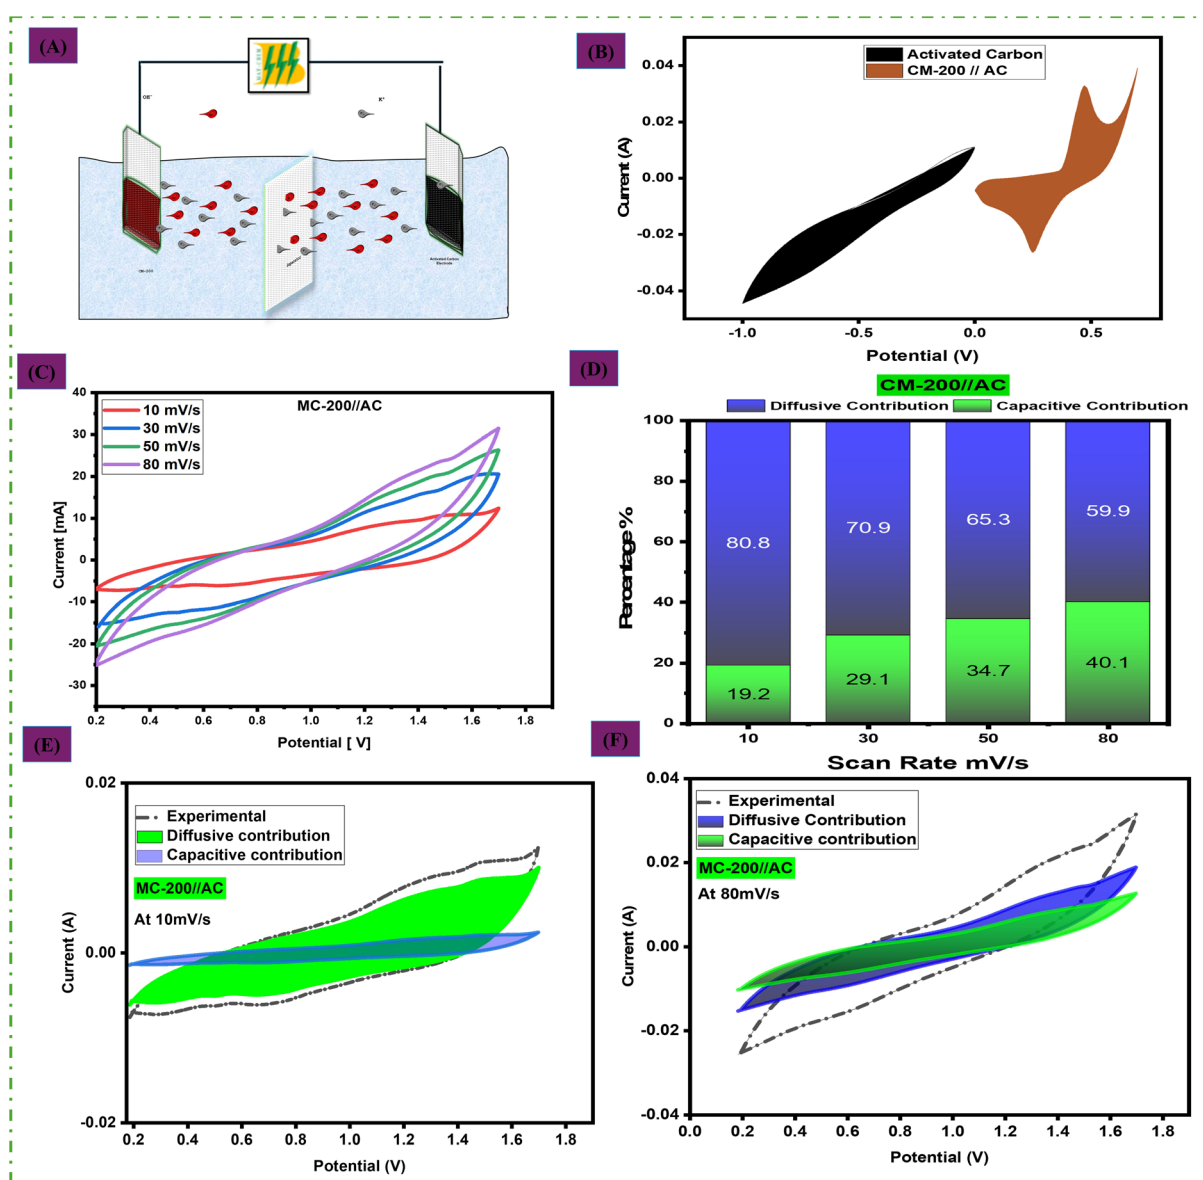 (A)
OH⁻
K⁺
CM-200
Separator
Activated Carbon
Electrode
(B)
Activated Carbon
CM-200 // AC
Current (A)
0.04
0.02
0.00
-0.02
-0.04
-1.0
-0.5
0.0
0.5
Potential (V)
(C)
MC-200//AC
10 mV/s
30 mV/s
50 mV/s
80 mV/s
Current [mA]
40
30
20
10
0
-10
-20
-30
0.2
0.4
0.6
0.8
1.0
1.2
1.4
1.6
1.8
Potential [ V]
(D)
CM-200//AC
Diffusive Contribution
Capacitive Contribution
Percentage%
100
80
60
40
20
0
80.8
70.9
65.3
59.9
19.2
29.1
34.7
40.1
10
30
50
80
Scan Rate mV/s
(E)
Experimental
Diffusive contribution
Capacitive contribution
MC-200//AC
At 10mV/s
Current (A)
0.02
0.00
-0.02
0.2
0.4
0.6
0.8
1.0
1.2
1.4
1.6
1.8
Potential (V)
(F)
Experimental
Diffusive Contribution
Capacitive contribution
MC-200//AC
At 80mV/s
Current (A)
0.04
0.02
0.00
-0.02
-0.04
0.0
0.2
0.4
0.6
0.8
1.0
1.2
1.4
1.6
1.8
Potential (V)